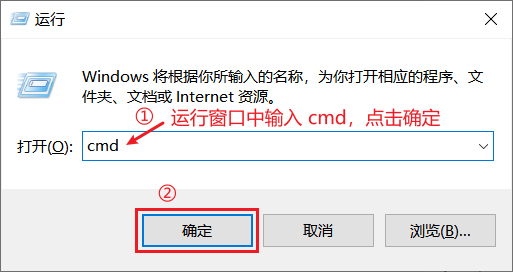 运行
Windows 将根据你所输入的名称，为你打开相应的程序、文
件夹、文档或 Internet 资源。
① 运行窗口中输入 cmd，点击确定
打开(O): cmd
②
确定 取消 浏览(B)...